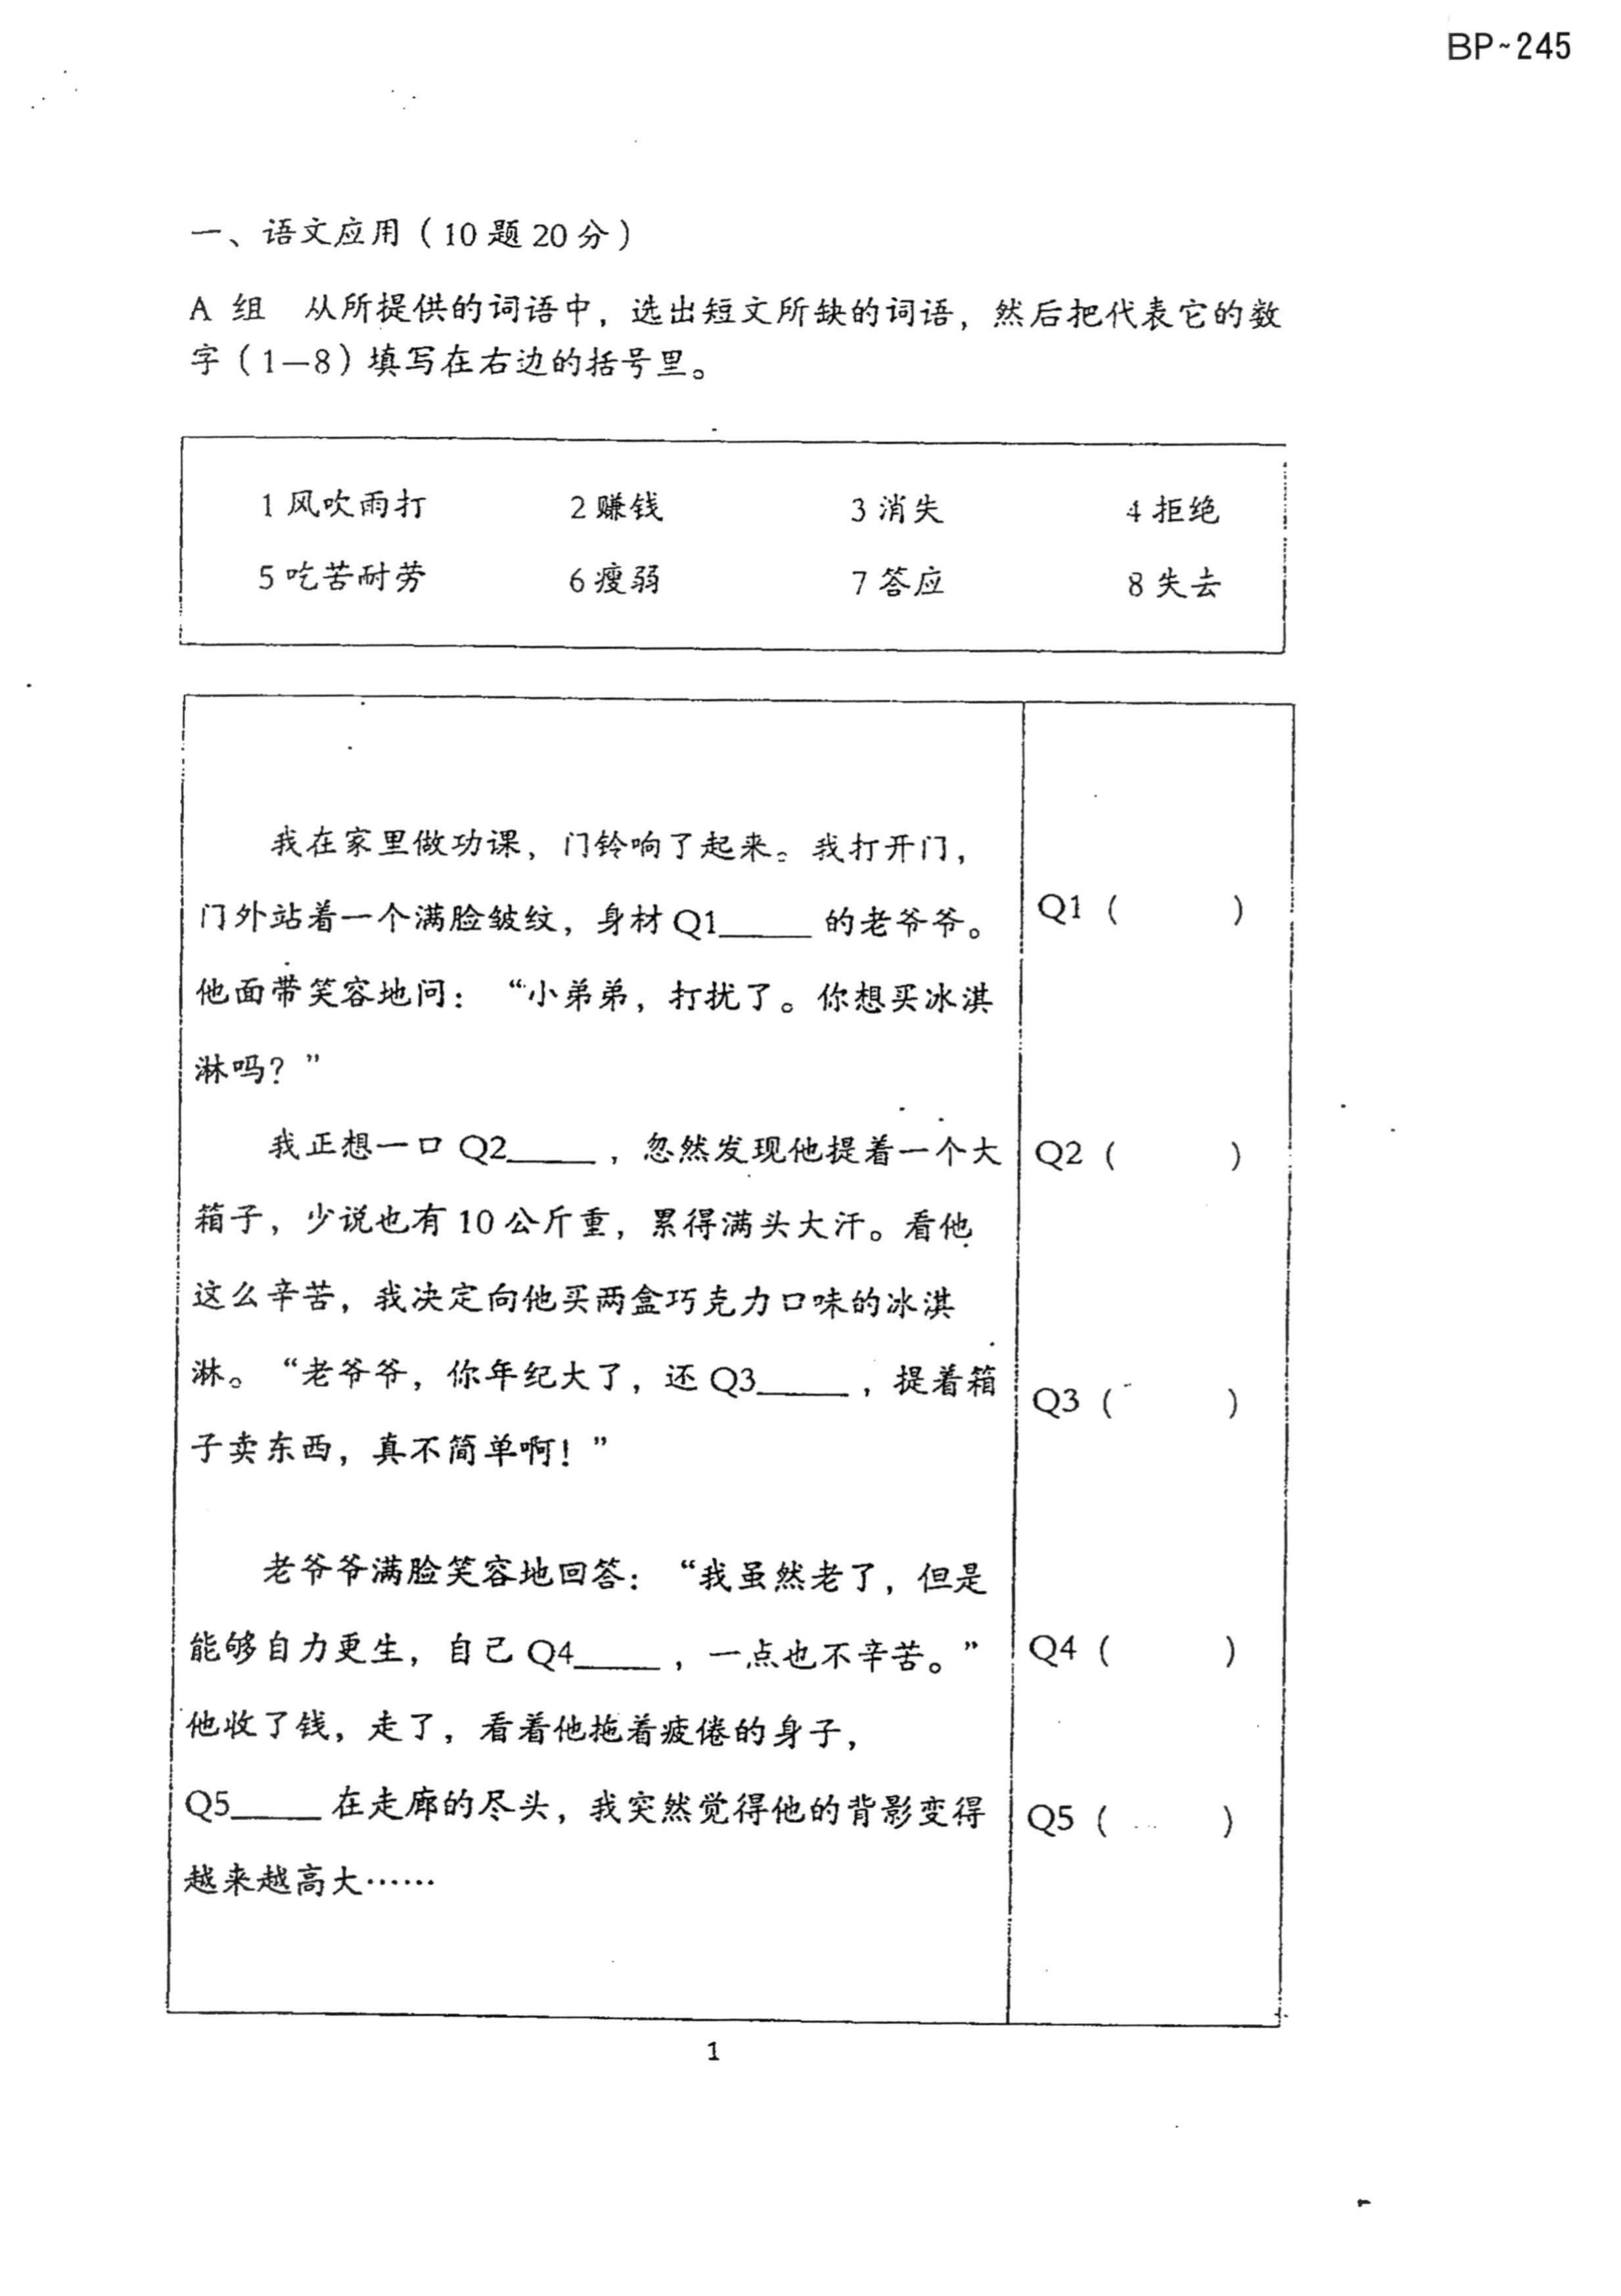 BP~245
一、语文应用（10题20分）
A 组 从所提供的词语中，选出短文所缺的词语，然后把代表它的数
字（1—8）填写在右边的括号里。
1 风吹雨打 2 赚钱 3 消失 4 拒绝
5 吃苦耐劳 6 瘦弱 7 答应 8 失去
我在家里做功课，门铃响了起来。我打开门，
门外站着一个满脸皱纹，身材 Q1_____ 的老爷爷。
Q1 （ ）
他面带笑容地问：“小弟弟，打扰了。你想买冰淇
淋吗？”
我正想一口 Q2_____ ，忽然发现他提着一个大
Q2 （ ）
箱子，少说也有 10 公斤重，累得满头大汗。看他
这么辛苦，我决定向他买两盒巧克力口味的冰淇
淋。“老爷爷，你年纪大了，还 Q3_____ ，提着箱
Q3 （ ）
子卖东西，真不简单啊！”
老爷爷满脸笑容地回答：“我虽然老了，但是
能够自力更生，自己 Q4_____ ，一点也不辛苦。”
Q4 （ ）
他收了钱，走了，看着他拖着疲倦的身子，
Q5_____ 在走廊的尽头，我突然觉得他的背影变得
Q5 （ ）
越来越高大……
1